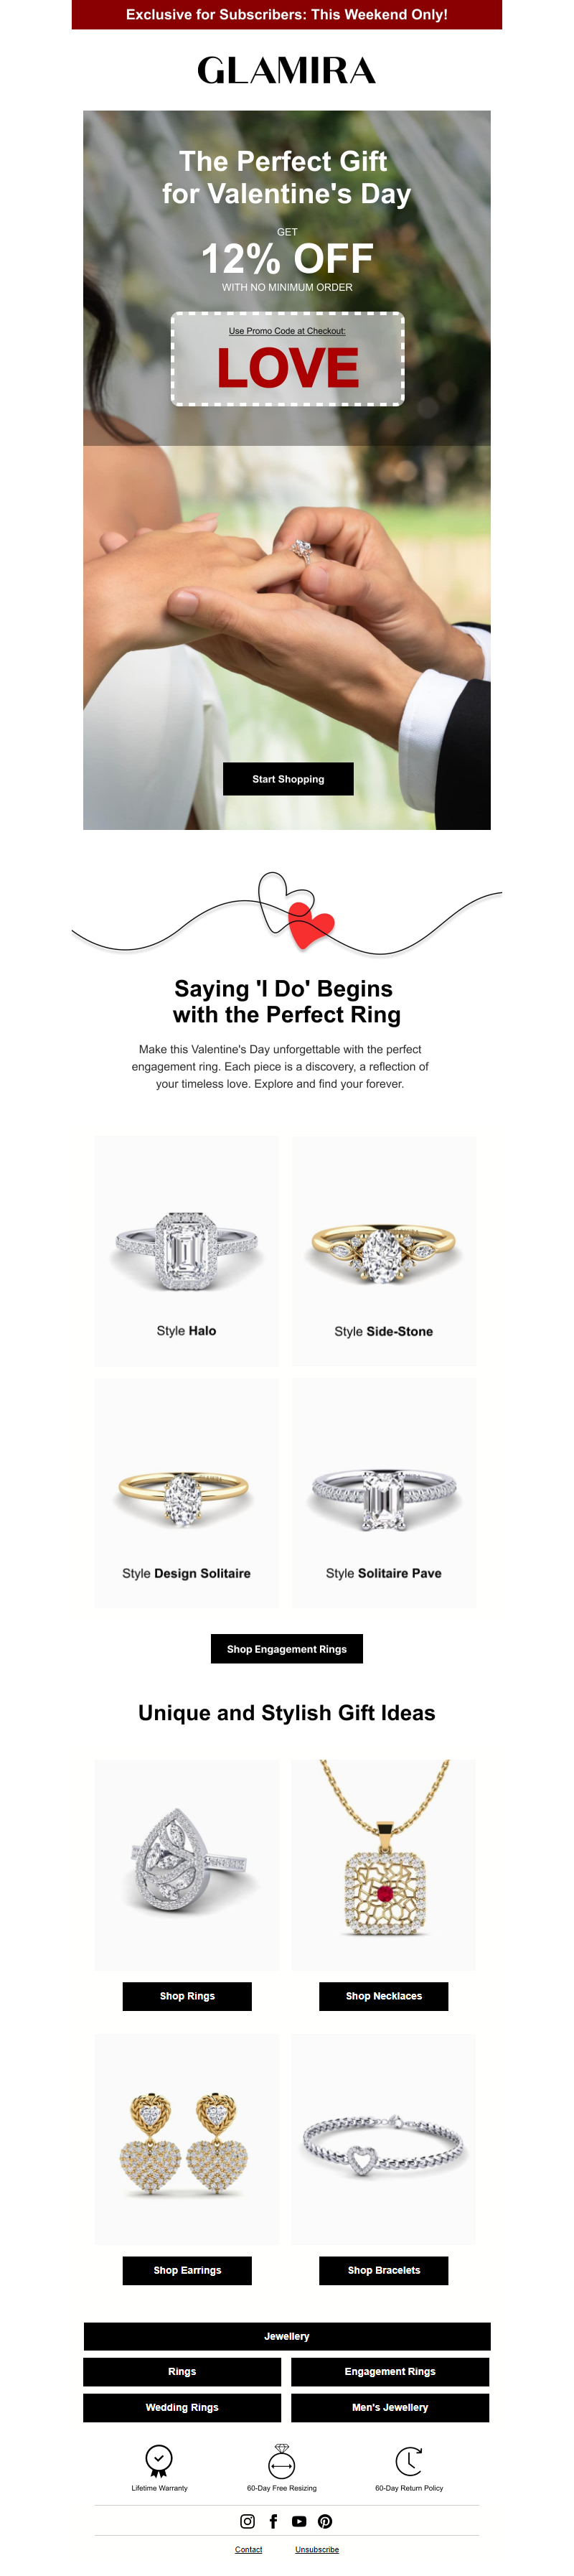 Exclusive for Subscribers: This Weekend Only!
GLAMIRA
The Perfect Gift
for Valentine's Day
GET
12% OFF
WITH NO MINIMUM ORDER
Use Promo Code at Checkout:
LOVE
Start Shopping
Saying 'I Do' Begins
with the Perfect Ring
Make this Valentine's Day unforgettable with the perfect
engagement ring. Each piece is a discovery, a reflection of
your timeless love. Explore and find your forever.
Style Halo
Style Side-Stone
Style Design Solitaire
Style Solitaire Pave
Shop Engagement Rings
Unique and Stylish Gift Ideas
Shop Rings
Shop Necklaces
Shop Earrings
Shop Bracelets
Jewellery
Rings
Engagement Rings
Wedding Rings
Men's Jewellery
Lifetime Warranty
60-Day Free Resizing
60-Day Return Policy
Contact
Unsubscribe